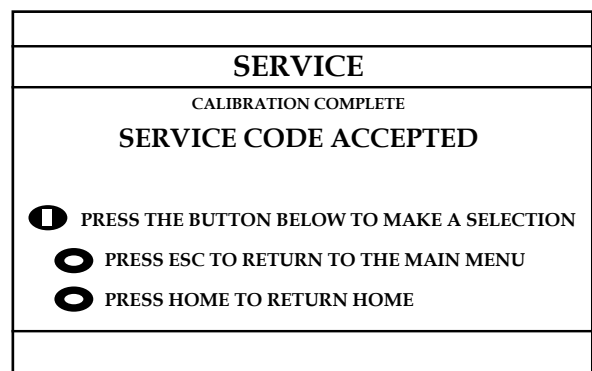 SERVICE
CALIBRATION COMPLETE
SERVICE CODE ACCEPTED
PRESS THE BUTTON BELOW TO MAKE A SELECTION
PRESS ESC TO RETURN TO THE MAIN MENU
PRESS HOME TO RETURN HOME